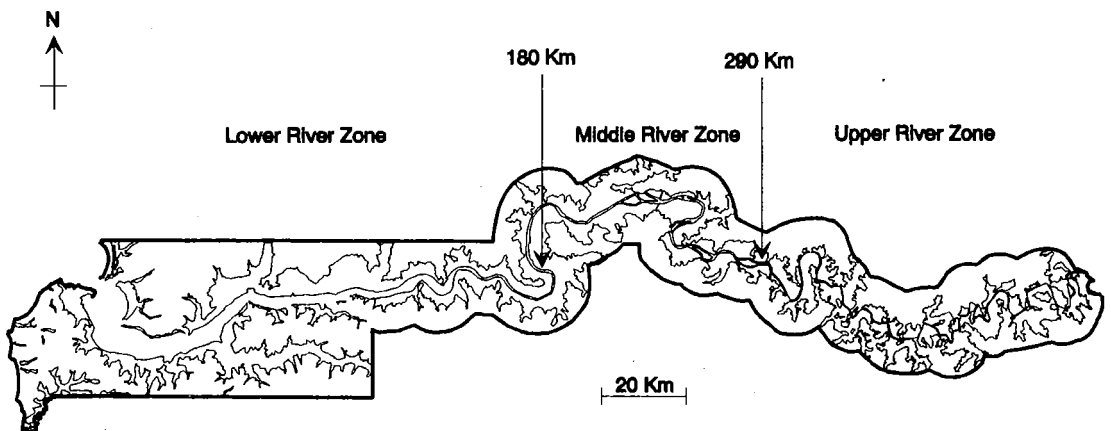 N
180 Km
290 Km
Lower River Zone
Middle River Zone
Upper River Zone
20 Km